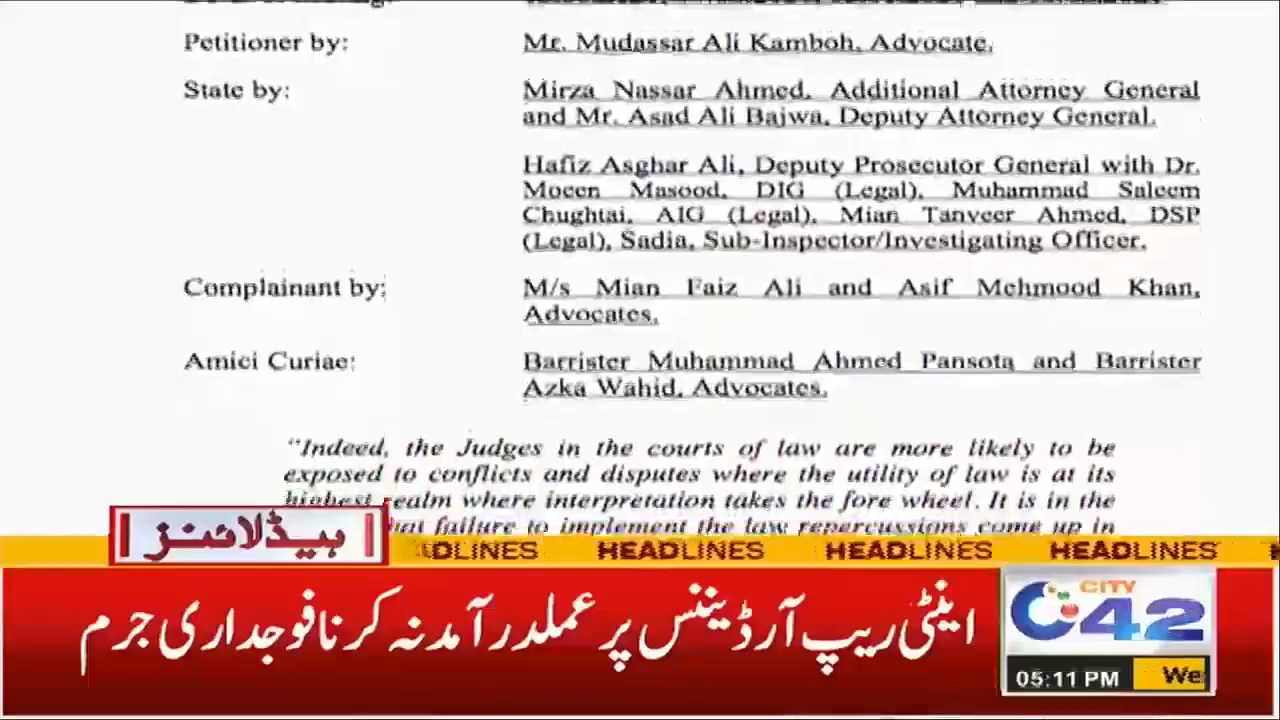 Petitioner by: Mr. Mudassar Ali Kamboh, Advocate.
State by: Mirza Nassar Ahmed, Additional Attorney General
and Mr. Asad Ali Bajwa, Deputy Attorney General.
Hafiz Asghar Ali, Deputy Prosecutor General with Dr.
Moeen Masood, DIG (Legal), Muhammad Saleem
Chughtai, AIG (Legal), Mian Tanveer Ahmed, DSP
(Legal), Sadia, Sub-Inspector/Investigating Officer.
Complainant by: M/s Mian Faiz Ali and Asif Mehmood Khan,
Advocates.
Amici Curiae: Barrister Muhammad Ahmed Pansota and Barrister
Azka Wahid, Advocates.
"Indeed, the Judges in the courts of law are more likely to be
exposed to conflicts and disputes where the utility of law is at its
highest realm where interpretation takes the fore wheel. It is in the
failure to implement the law repercussions come up in
ہیڈلائنز
HEADLINES HEADLINES HEADLINES
اینٹی ریپ آرڈیننس پر عملدرآمد نہ کرنا فوجداری جرم
CITY
42
05:11 PM We